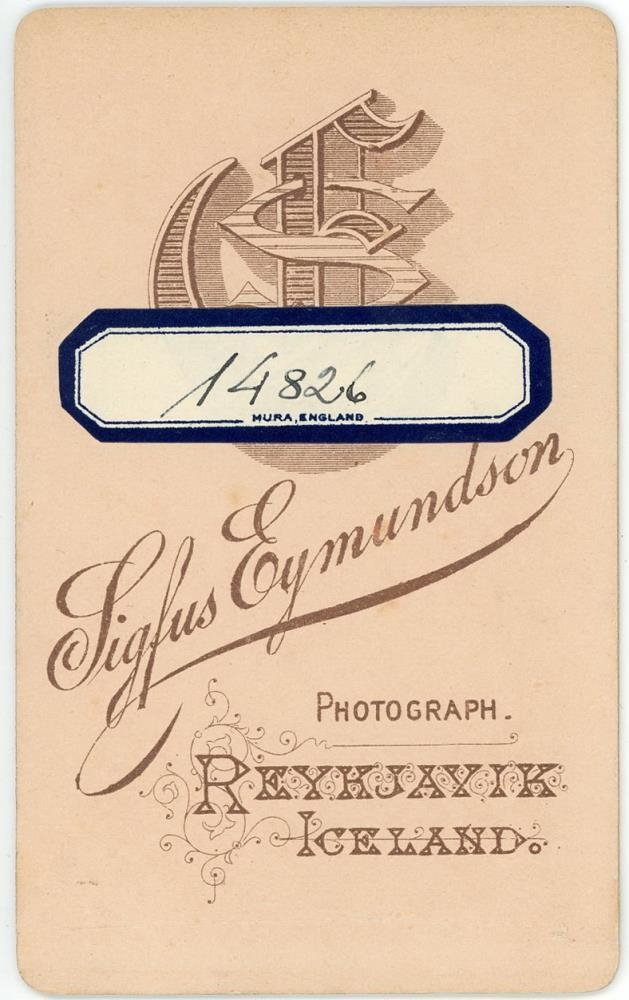 14826
MURA, ENGLAND
Sigfus Eymundson
PHOTOGRAPH.
REYKJAVIK
ICELAND.